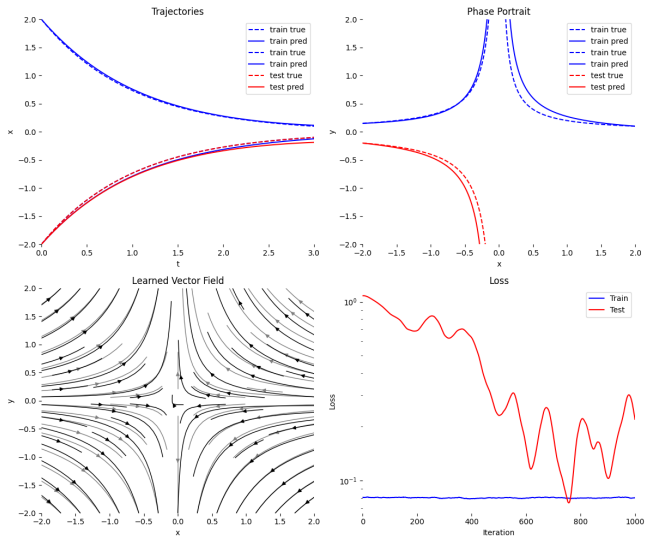 Trajectories
2.0
1.5
1.0
0.5
0.0
−0.5
−1.0
−1.5
−2.0
x
0.0 0.5 1.0 1.5 2.0 2.5 3.0
t
train true
train pred
train true
train pred
test true
test pred
Phase Portrait
2.0
1.5
1.0
0.5
0.0
−0.5
−1.0
−1.5
−2.0
y
−2.0 −1.5 −1.0 −0.5 0.0 0.5 1.0 1.5 2.0
x
train true
train pred
train true
train pred
test true
test pred
Learned Vector Field
2.0
1.5
1.0
0.5
0.0
−0.5
−1.0
−1.5
−2.0
y
−2.0 −1.5 −1.0 −0.5 0.0 0.5 1.0 1.5 2.0
x
Loss
10⁰
10⁻¹
Loss
0 200 400 600 800 1000
Iteration
Train
Test